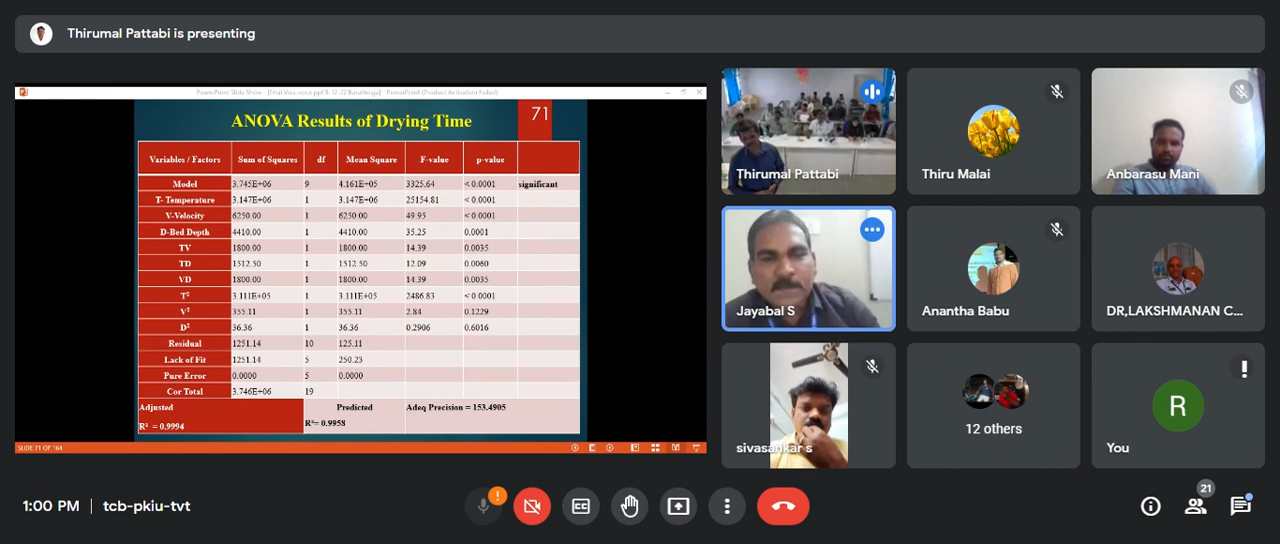 Thirumal Pattabi is presenting
71
ANOVA Results of Drying Time
Variables / Factors Sum of Squares df Mean Square F-value p-value
Model 3.745E+06 9 4.161E+05 3325.64 < 0.0001 significant
T- Temperature 3.147E+06 1 3.147E+06 25154.81 < 0.0001
V-Velocity 6250.00 1 6250.00 49.95 < 0.0001
D-Bed Depth 4410.00 1 4410.00 35.25 0.0001
TV 1800.00 1 1800.00 14.39 0.0035
TD 1512.50 1 1512.50 12.09 0.0060
VD 1800.00 1 1800.00 14.39 0.0035
T² 3.111E+05 1 3.111E+05 2486.83 < 0.0001
V² 355.11 1 355.11 2.84 0.1229
D² 36.36 1 36.36 0.2906 0.6016
Residual 1251.14 10 125.11
Lack of Fit 1251.14 5 250.23
Pure Error 0.0000 5 0.0000
Cor Total 3.746E+06 19
Adjusted Predicted Adeq Precision = 153.4905
R² = 0.9994 R²= 0.9958
SLIDE 71 OF 164
Thirumal Pattabi
Thiru Malai
Anbarasu Mani
Jayabal S
Anantha Babu
DR,LAKSHMANAN C...
sivasankar s
12 others
R
You
1:00 PM | tcb-pkiu-tvt
CC
21